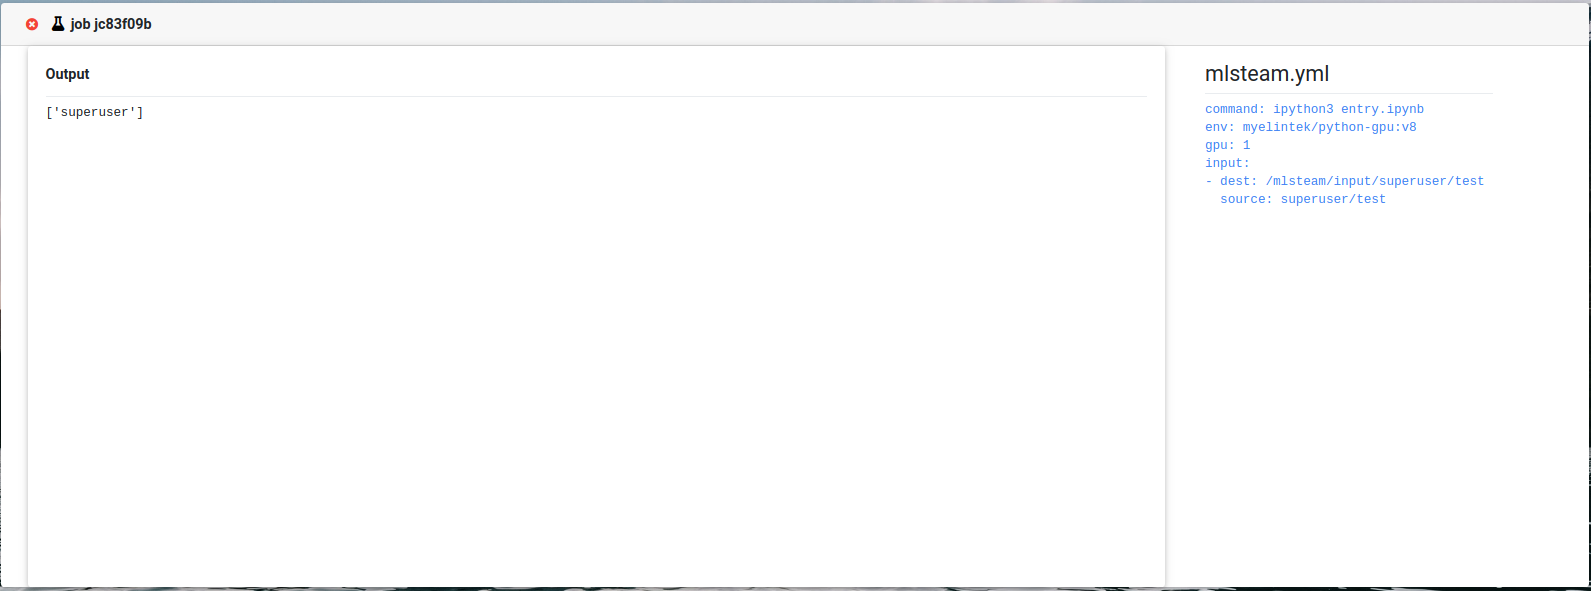 job jc83f09b
Output
['superuser']
mlsteam.yml
command: ipython3 entry.ipynb
env: myelintek/python-gpu:v8
gpu: 1
input:
- dest: /mlsteam/input/superuser/test
  source: superuser/test